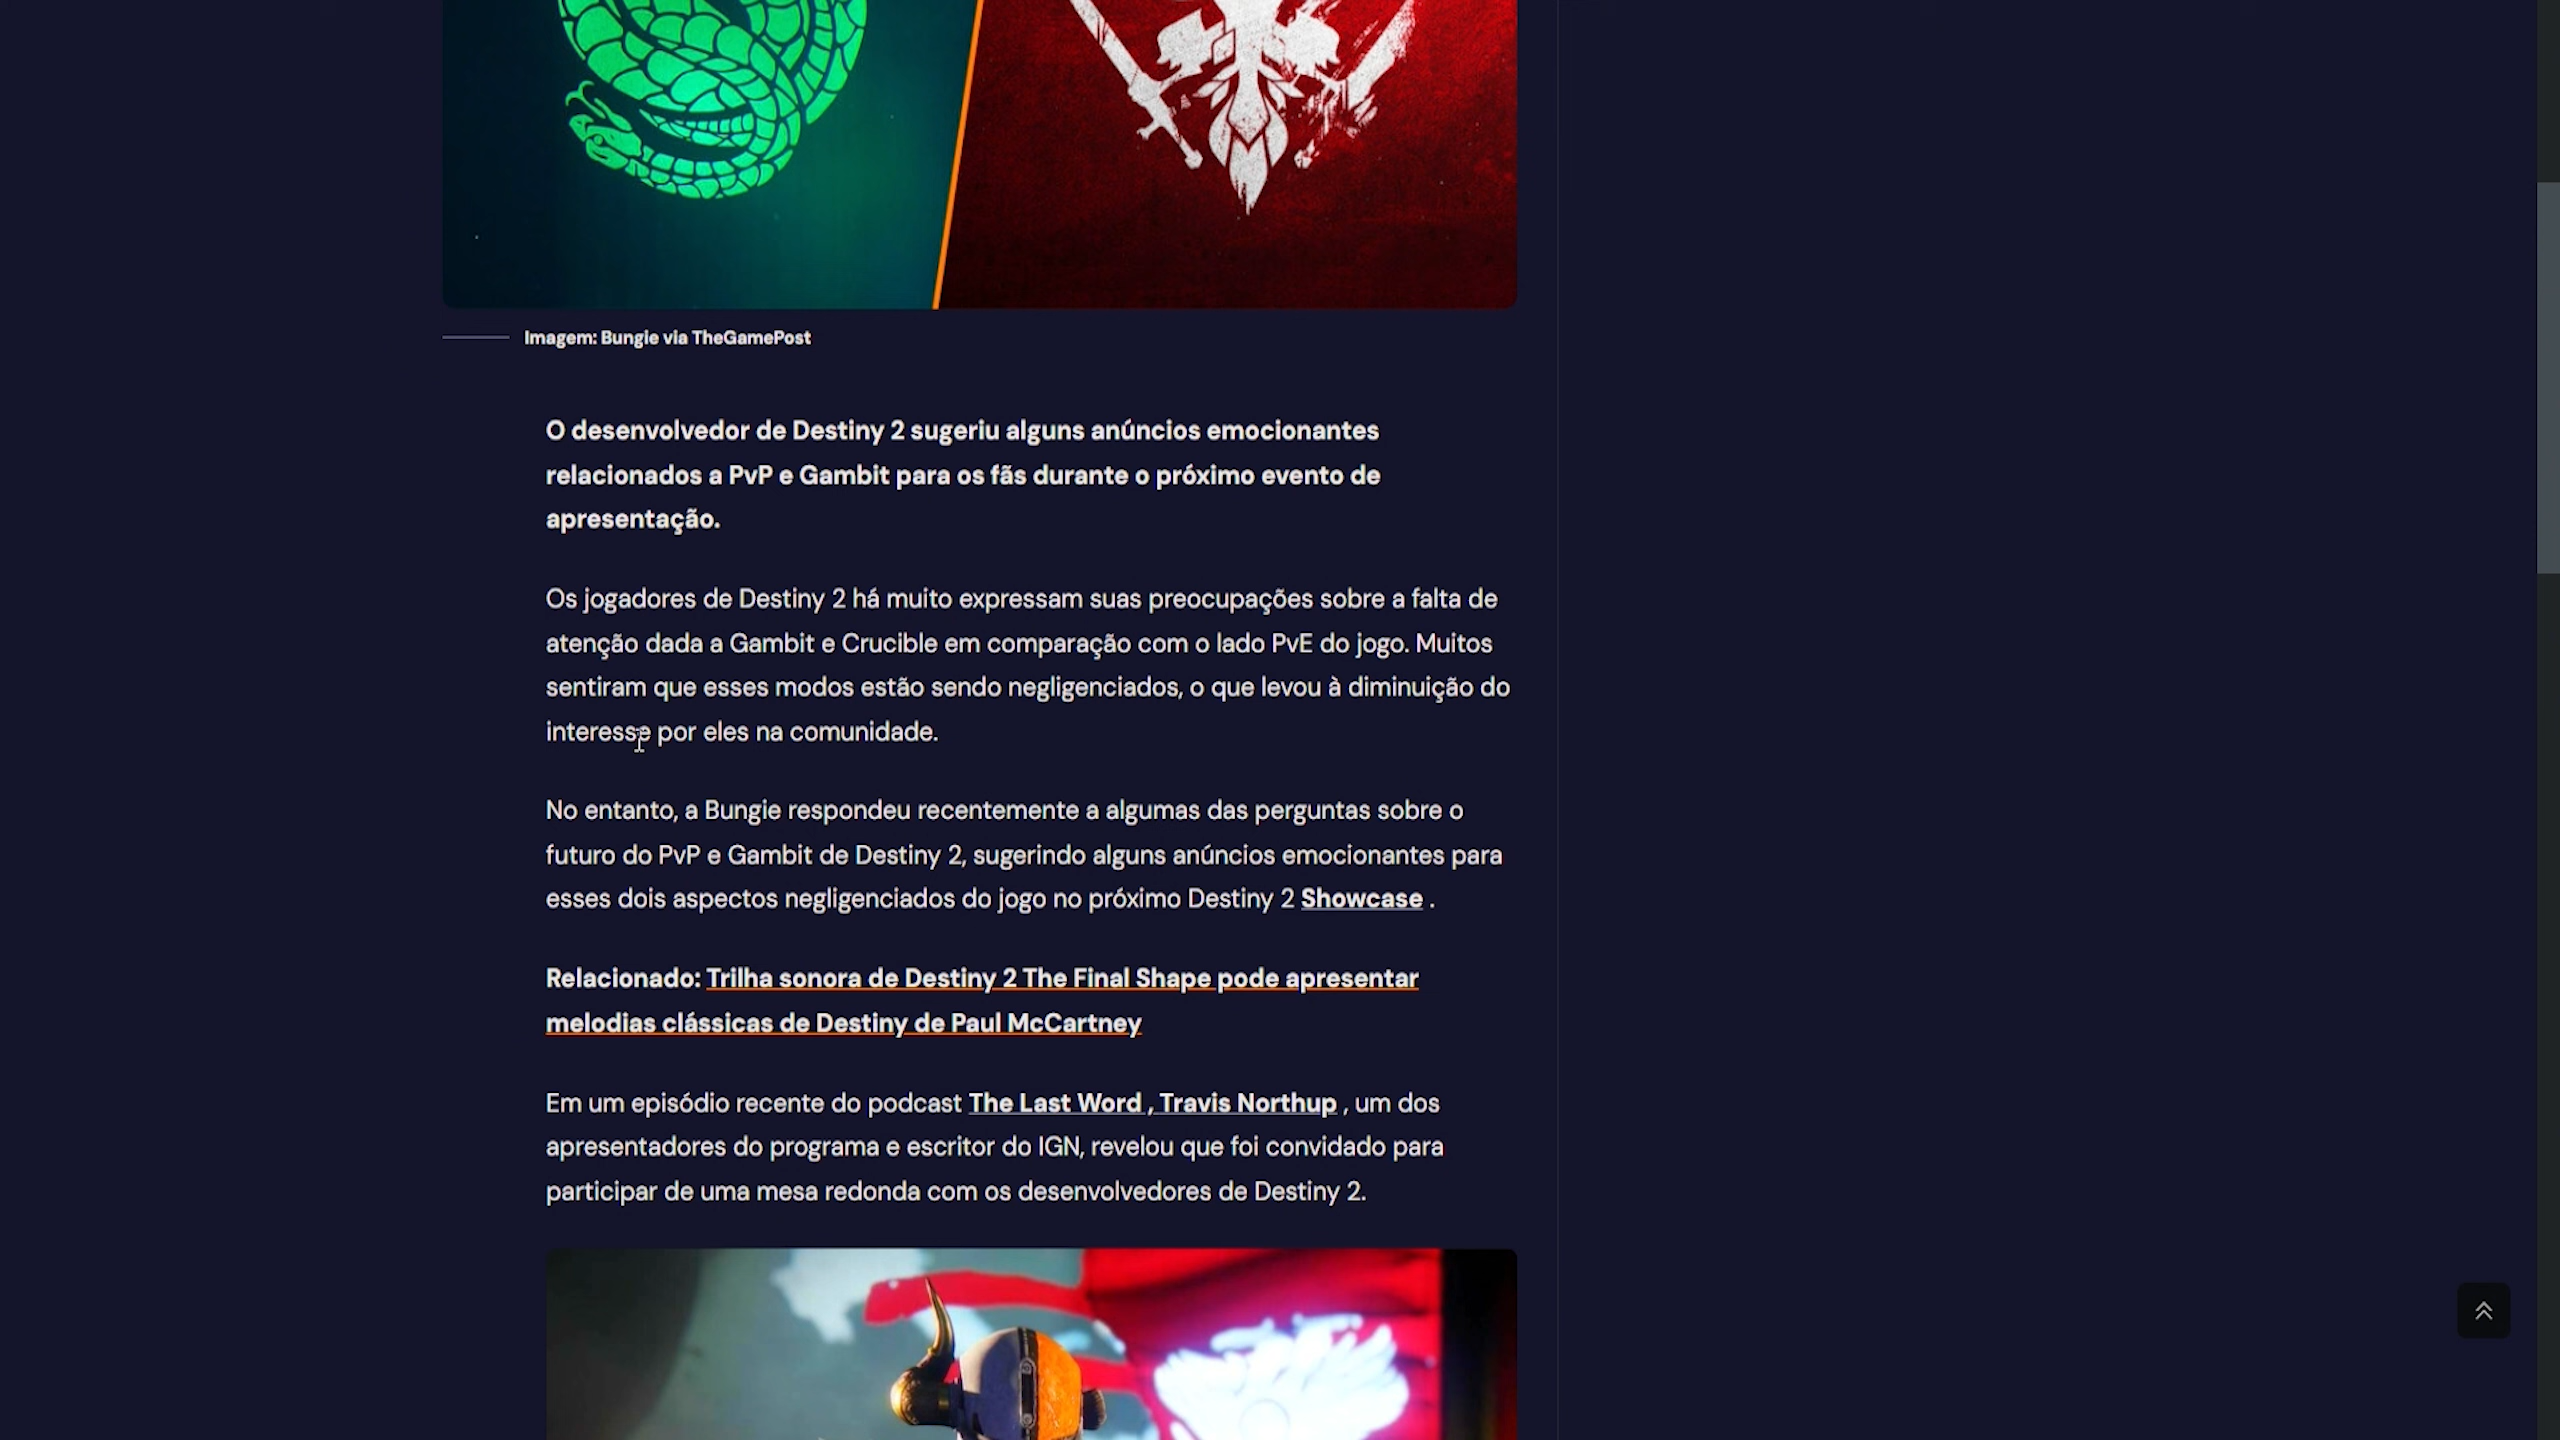 Imagem: Bungie via TheGamePost
O desenvolvedor de Destiny 2 sugeriu alguns anúncios emocionantes
relacionados a PvP e Gambit para os fãs durante o próximo evento de
apresentação.
Os jogadores de Destiny 2 há muito expressam suas preocupações sobre a falta de
atenção dada a Gambit e Crucible em comparação com o lado PvE do jogo. Muitos
sentiram que esses modos estão sendo negligenciados, o que levou à diminuição do
interesse por eles na comunidade.
No entanto, a Bungie respondeu recentemente a algumas das perguntas sobre o
futuro do PvP e Gambit de Destiny 2, sugerindo alguns anúncios emocionantes para
esses dois aspectos negligenciados do jogo no próximo Destiny 2 Showcase .
Relacionado: Trilha sonora de Destiny 2 The Final Shape pode apresentar
melodias clássicas de Destiny de Paul McCartney
Em um episódio recente do podcast The Last Word , Travis Northup , um dos
apresentadores do programa e escritor do IGN, revelou que foi convidado para
participar de uma mesa redonda com os desenvolvedores de Destiny 2.